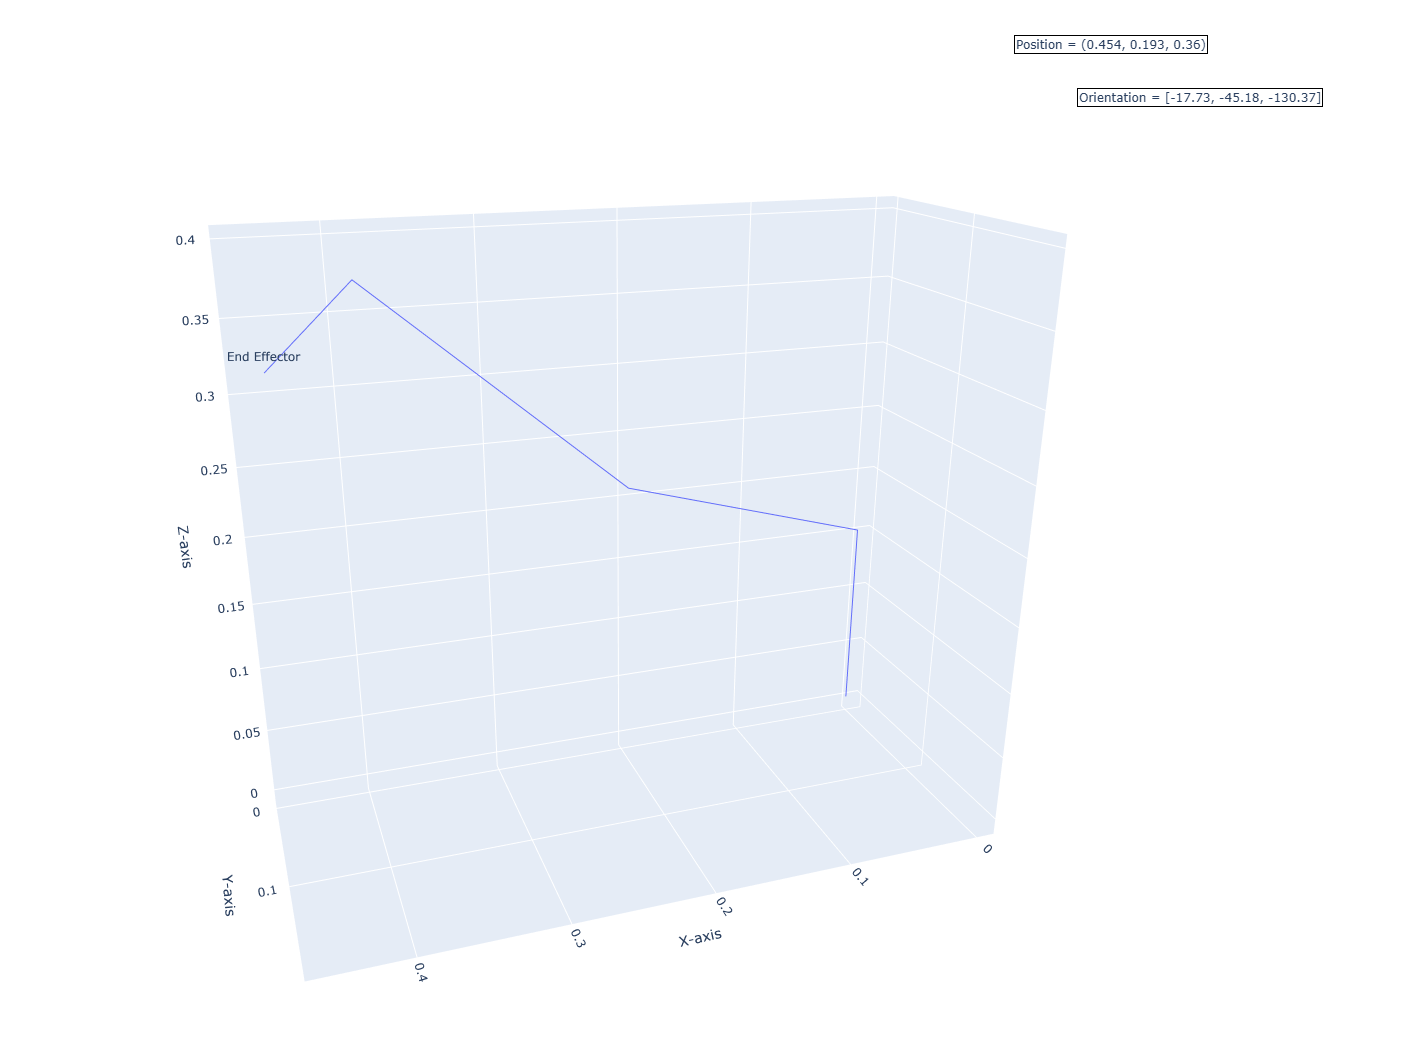 Position = (0.454, 0.193, 0.36)
Orientation = [-17.73, -45.18, -130.37]
0.4
0.35
End Effector
0.3
0.25
0.2
Z-axis
0.15
0.1
0.05
0
0
0.1
Y-axis
0
0.1
0.2
0.3
0.4
X-axis